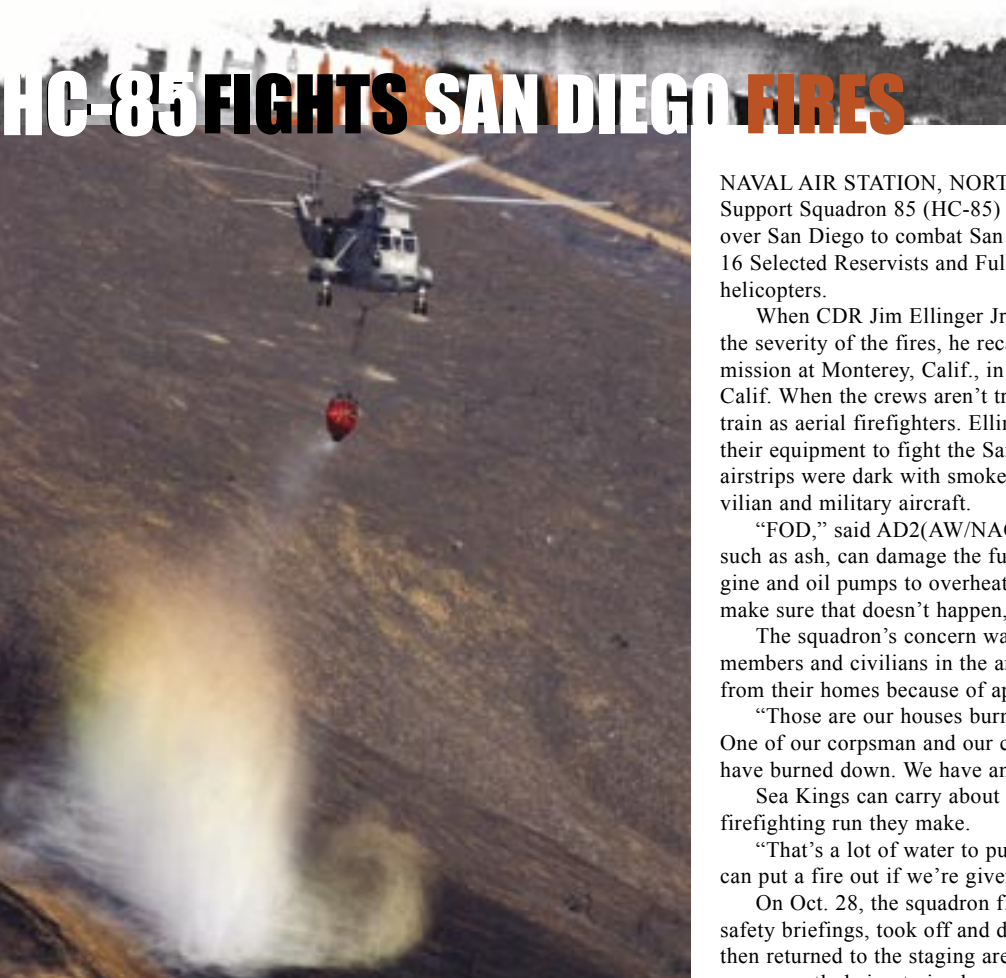 HC-85 FIGHTS SAN DIEGO FIRES
NAVAL AIR STATION, NORT
Support Squadron 85 (HC-85)
over San Diego to combat San
16 Selected Reservists and Ful
helicopters.
When CDR Jim Ellinger Jr
the severity of the fires, he rec
mission at Monterey, Calif., in
Calif. When the crews aren’t tr
train as aerial firefighters. Ellin
their equipment to fight the Sa
airstrips were dark with smoke
vilian and military aircraft.
“FOD,” said AD2(AW/NAC
such as ash, can damage the fu
gine and oil pumps to overheat
make sure that doesn’t happen,
The squadron’s concern wa
members and civilians in the a
from their homes because of ap
“Those are our houses burn
One of our corpsman and our c
have burned down. We have an
Sea Kings can carry about
firefighting run they make.
“That’s a lot of water to pu
can put a fire out if we’re give
On Oct. 28, the squadron f
safety briefings, took off and d
then returned to the staging are